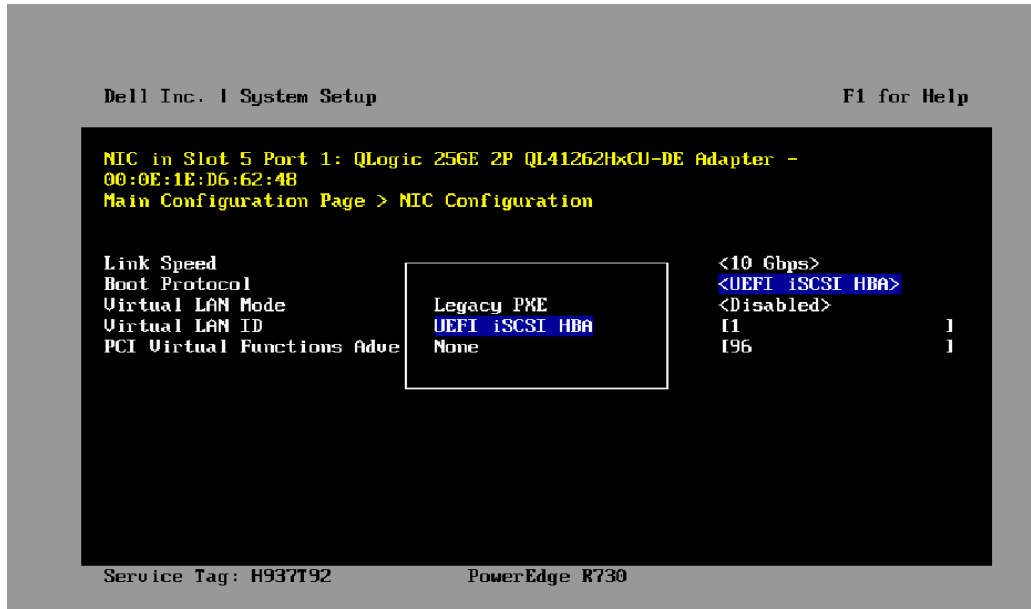 Dell Inc. | System Setup F1 for Help
NIC in Slot 5 Port 1: QLogic 25GE 2P QL41262HxCU-DE Adapter -
00:0E:1E:D6:62:48
Main Configuration Page > NIC Configuration
Link Speed <10 Gbps>
Boot Protocol <UEFI iSCSI HBA>
Virtual LAN Mode Legacy PXE <Disabled>
Virtual LAN ID UEFI iSCSI HBA [1 ]
PCI Virtual Functions Adve None [96 ]
Service Tag: H937T92 PowerEdge R730